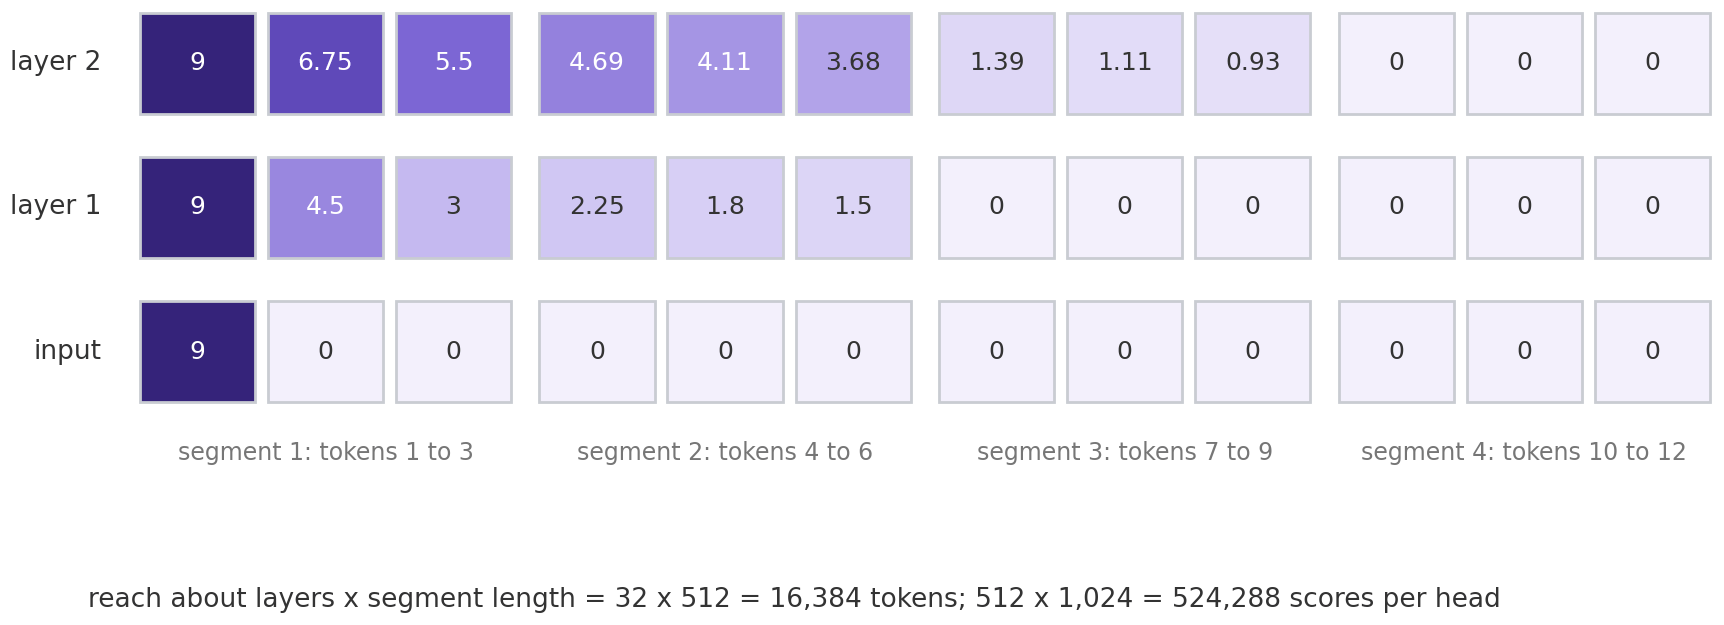 layer 2 9 6.75 5.5 4.69 4.11 3.68 1.39 1.11 0.93 0 0 0
layer 1 9 4.5 3 2.25 1.8 1.5 0 0 0 0 0 0
input 9 0 0 0 0 0 0 0 0 0 0 0
segment 1: tokens 1 to 3 segment 2: tokens 4 to 6 segment 3: tokens 7 to 9 segment 4: tokens 10 to 12
reach about layers x segment length = 32 x 512 = 16,384 tokens; 512 x 1,024 = 524,288 scores per head